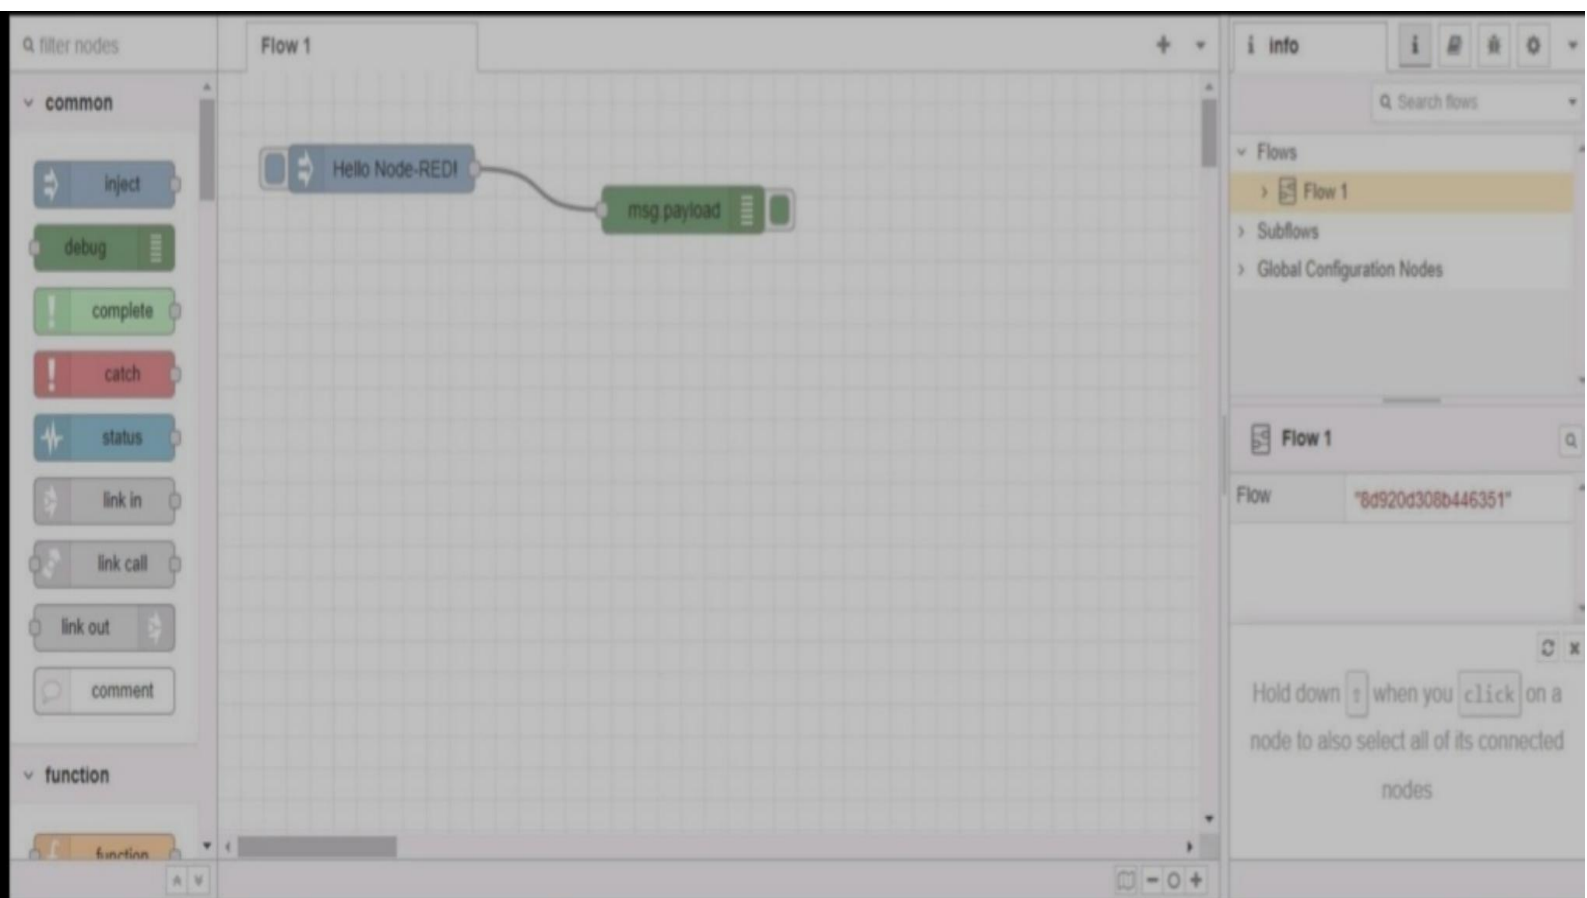 filter nodes
common
inject
debug
complete
catch
status
link in
link call
link out
comment
function
function
Flow 1
Hello Node-RED!
msg.payload
i info
Search flows
Flows
Flow 1
Subflows
Global Configuration Nodes
Flow 1
Flow "8d920d308b446351"
Hold down ⇧ when you click on a
node to also select all of its connected
nodes